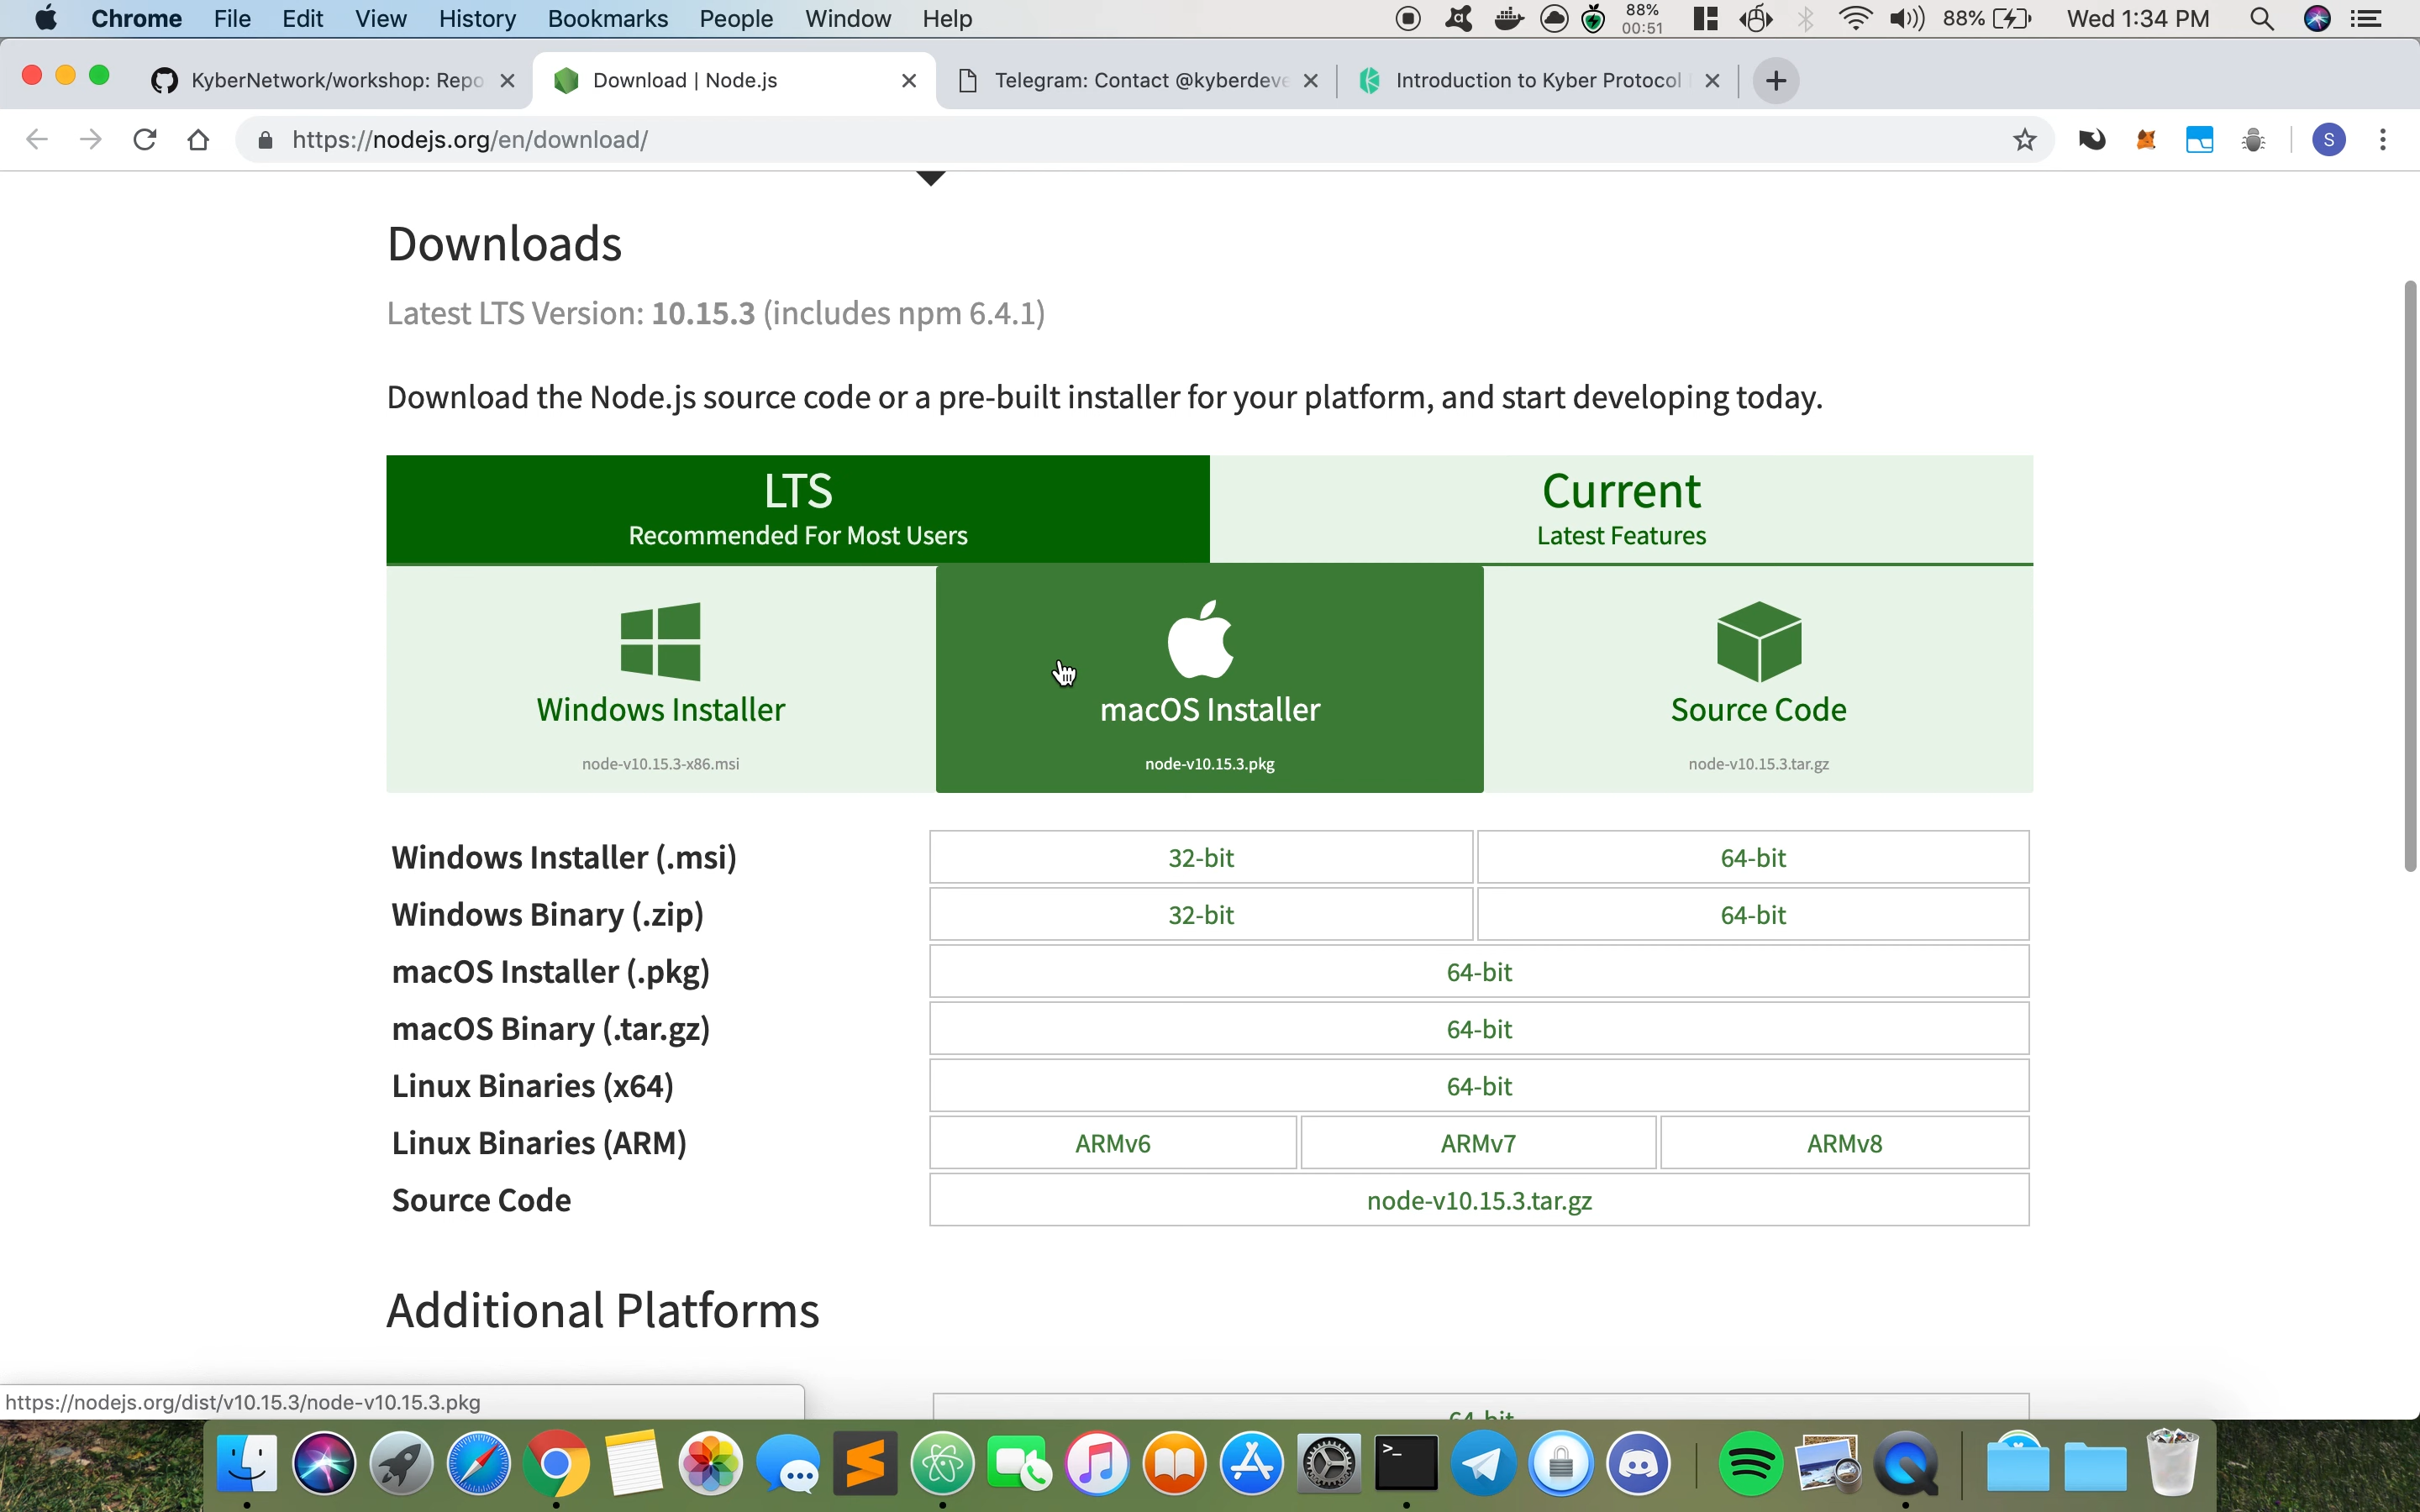 Chrome File Edit View History Bookmarks People Window Help 88% 00:51 88% Wed 1:34 PM
KyberNetwork/workshop: Repo Download | Node.js Telegram: Contact @kyberdeve Introduction to Kyber Protocol
https://nodejs.org/en/download/ S
Downloads
Latest LTS Version: 10.15.3 (includes npm 6.4.1)
Download the Node.js source code or a pre-built installer for your platform, and start developing today.
LTS Current
Recommended For Most Users Latest Features
Windows Installer macOS Installer Source Code
node-v10.15.3-x86.msi node-v10.15.3.pkg node-v10.15.3.tar.gz
Windows Installer (.msi) 32-bit 64-bit
Windows Binary (.zip) 32-bit 64-bit
macOS Installer (.pkg) 64-bit
macOS Binary (.tar.gz) 64-bit
Linux Binaries (x64) 64-bit
Linux Binaries (ARM) ARMv6 ARMv7 ARMv8
Source Code node-v10.15.3.tar.gz
Additional Platforms
https://nodejs.org/dist/v10.15.3/node-v10.15.3.pkg
64-bit